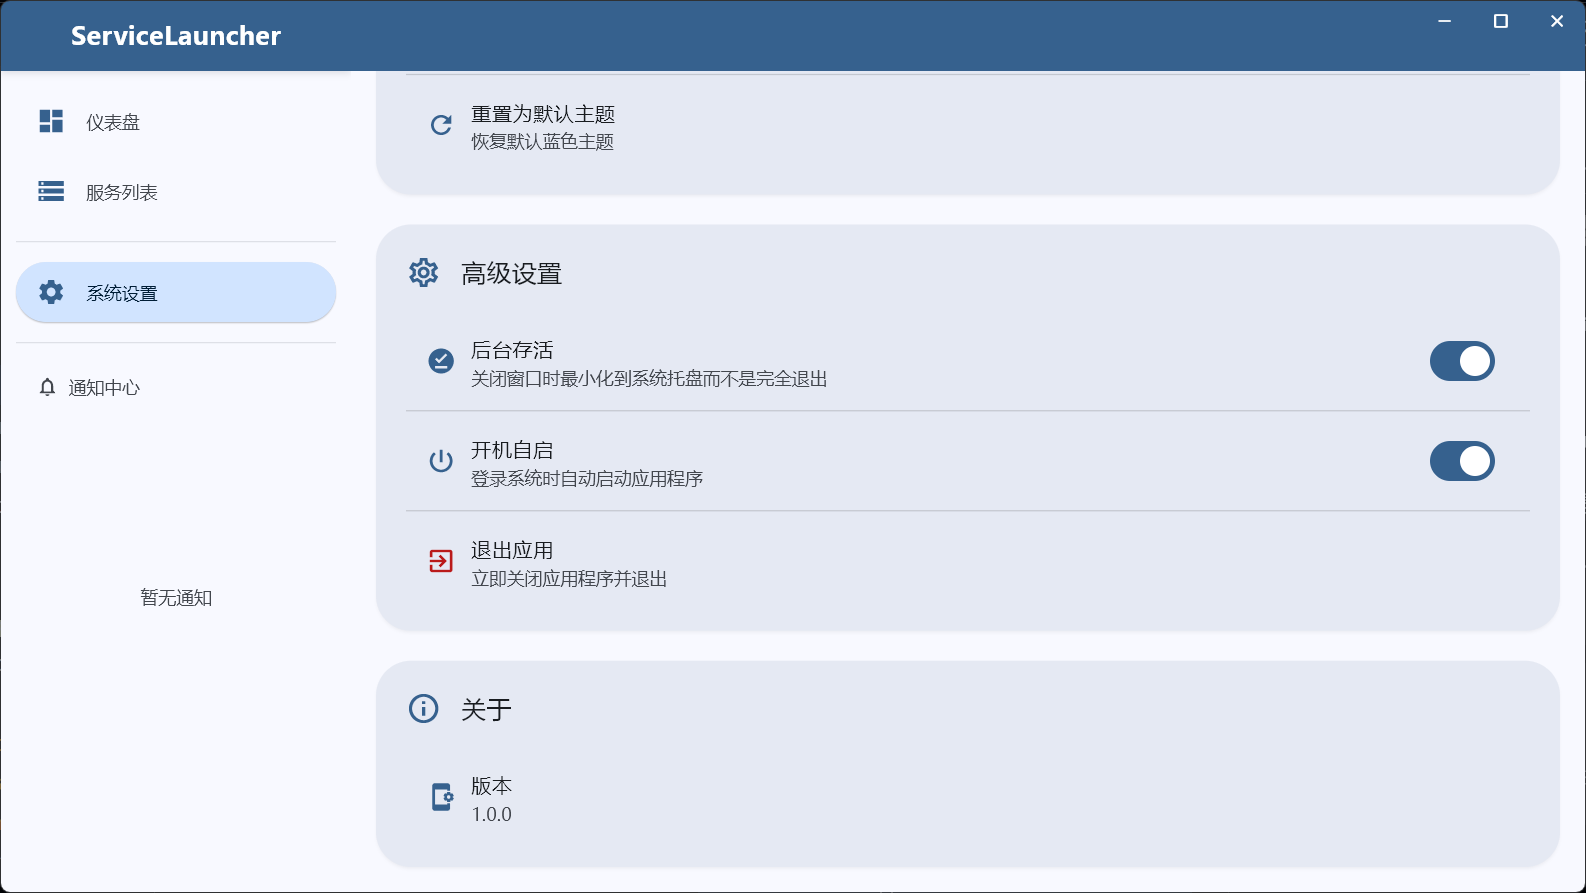 ServiceLauncher
仪表盘
服务列表
系统设置
通知中心
暂无通知
重置为默认主题
恢复默认蓝色主题
高级设置
后台存活
关闭窗口时最小化到系统托盘而不是完全退出
开机自启
登录系统时自动启动应用程序
退出应用
立即关闭应用程序并退出
关于
版本
1.0.0